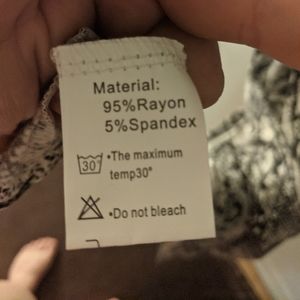 Material:
95%Rayon
5%Spandex
30°
•The maximum
temp30°
•Do not bleach